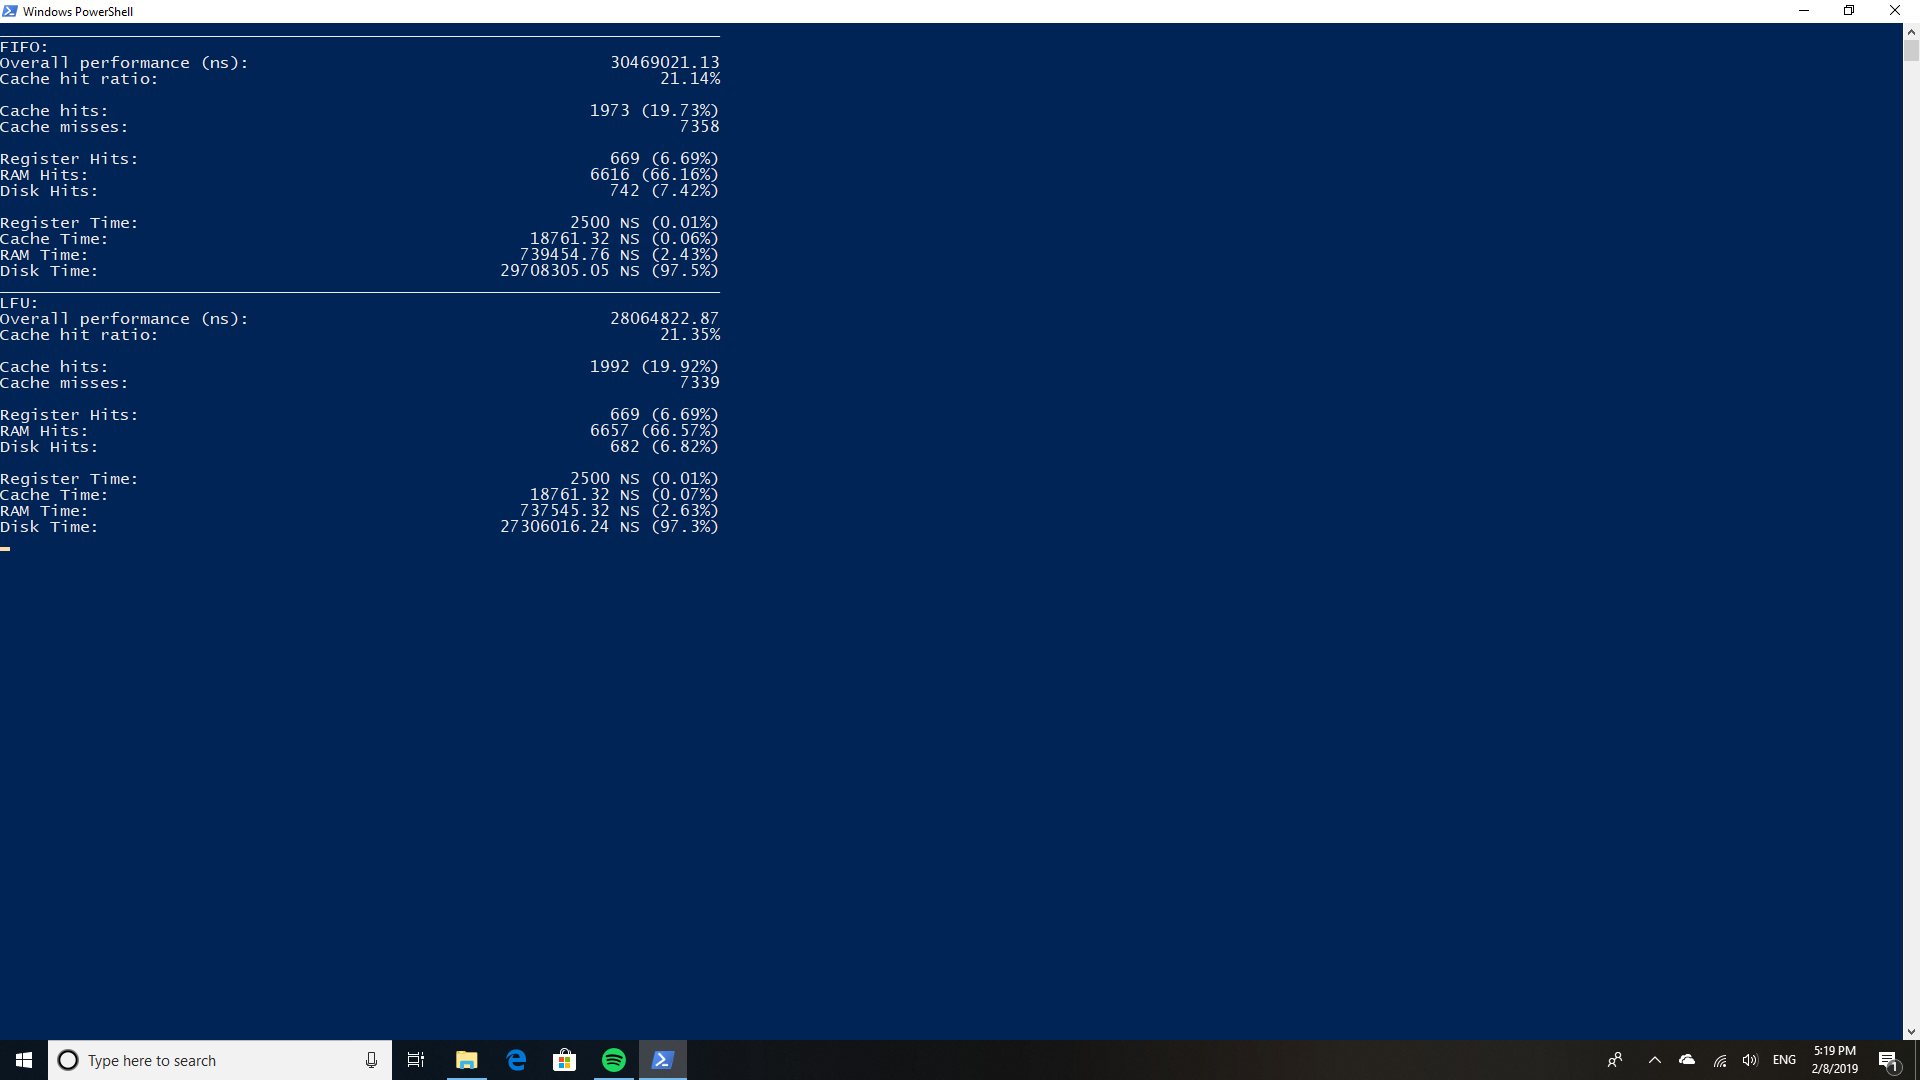 Windows PowerShell
FIFO:
Overall performance (ns): 30469021.13
Cache hit ratio: 21.14%
Cache hits: 1973 (19.73%)
Cache misses: 7358
Register Hits: 669 (6.69%)
RAM Hits: 6616 (66.16%)
Disk Hits: 742 (7.42%)
Register Time: 2500 NS (0.01%)
Cache Time: 18761.32 NS (0.06%)
RAM Time: 739454.76 NS (2.43%)
Disk Time: 29708305.05 NS (97.5%)
LFU:
Overall performance (ns): 28064822.87
Cache hit ratio: 21.35%
Cache hits: 1992 (19.92%)
Cache misses: 7339
Register Hits: 669 (6.69%)
RAM Hits: 6657 (66.57%)
Disk Hits: 682 (6.82%)
Register Time: 2500 NS (0.01%)
Cache Time: 18761.32 NS (0.07%)
RAM Time: 737545.32 NS (2.63%)
Disk Time: 27306016.24 NS (97.3%)
Type here to search
ENG
5:19 PM
2/8/2019
1